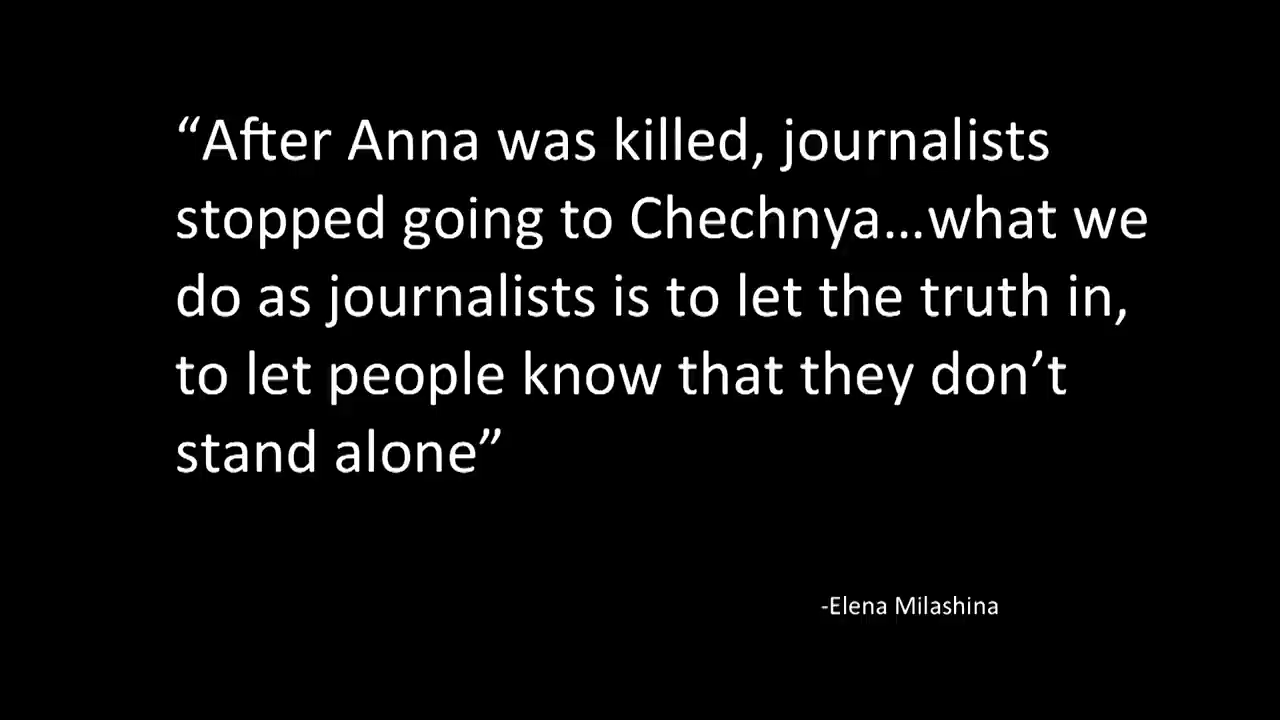 “After Anna was killed, journalists
stopped going to Chechnya…what we
do as journalists is to let the truth in,
to let people know that they don’t
stand alone”
-Elena Milashina